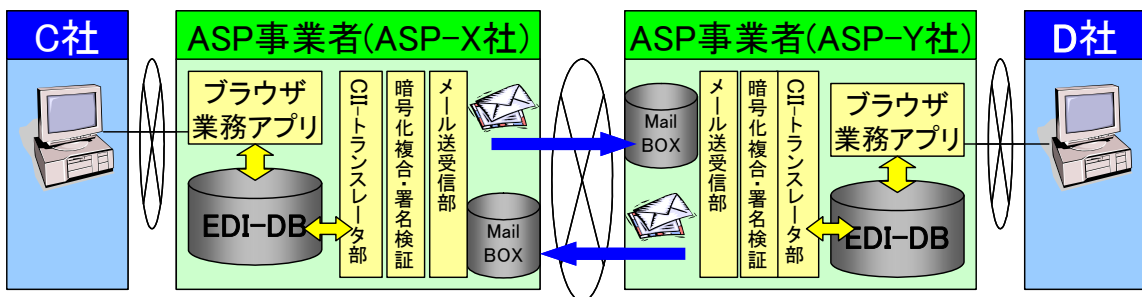 C社
ASP事業者(ASP-X社)
ブラウザ
業務アプリ
EDI-DB
CII-トランスレータ部
暗号化複合・署名検証
メール送受信部
Mail
BOX
ASP事業者(ASP-Y社)
Mail
BOX
メール送受信部
暗号化複合・署名検証
CII-トランスレータ部
ブラウザ
業務アプリ
EDI-DB
D社